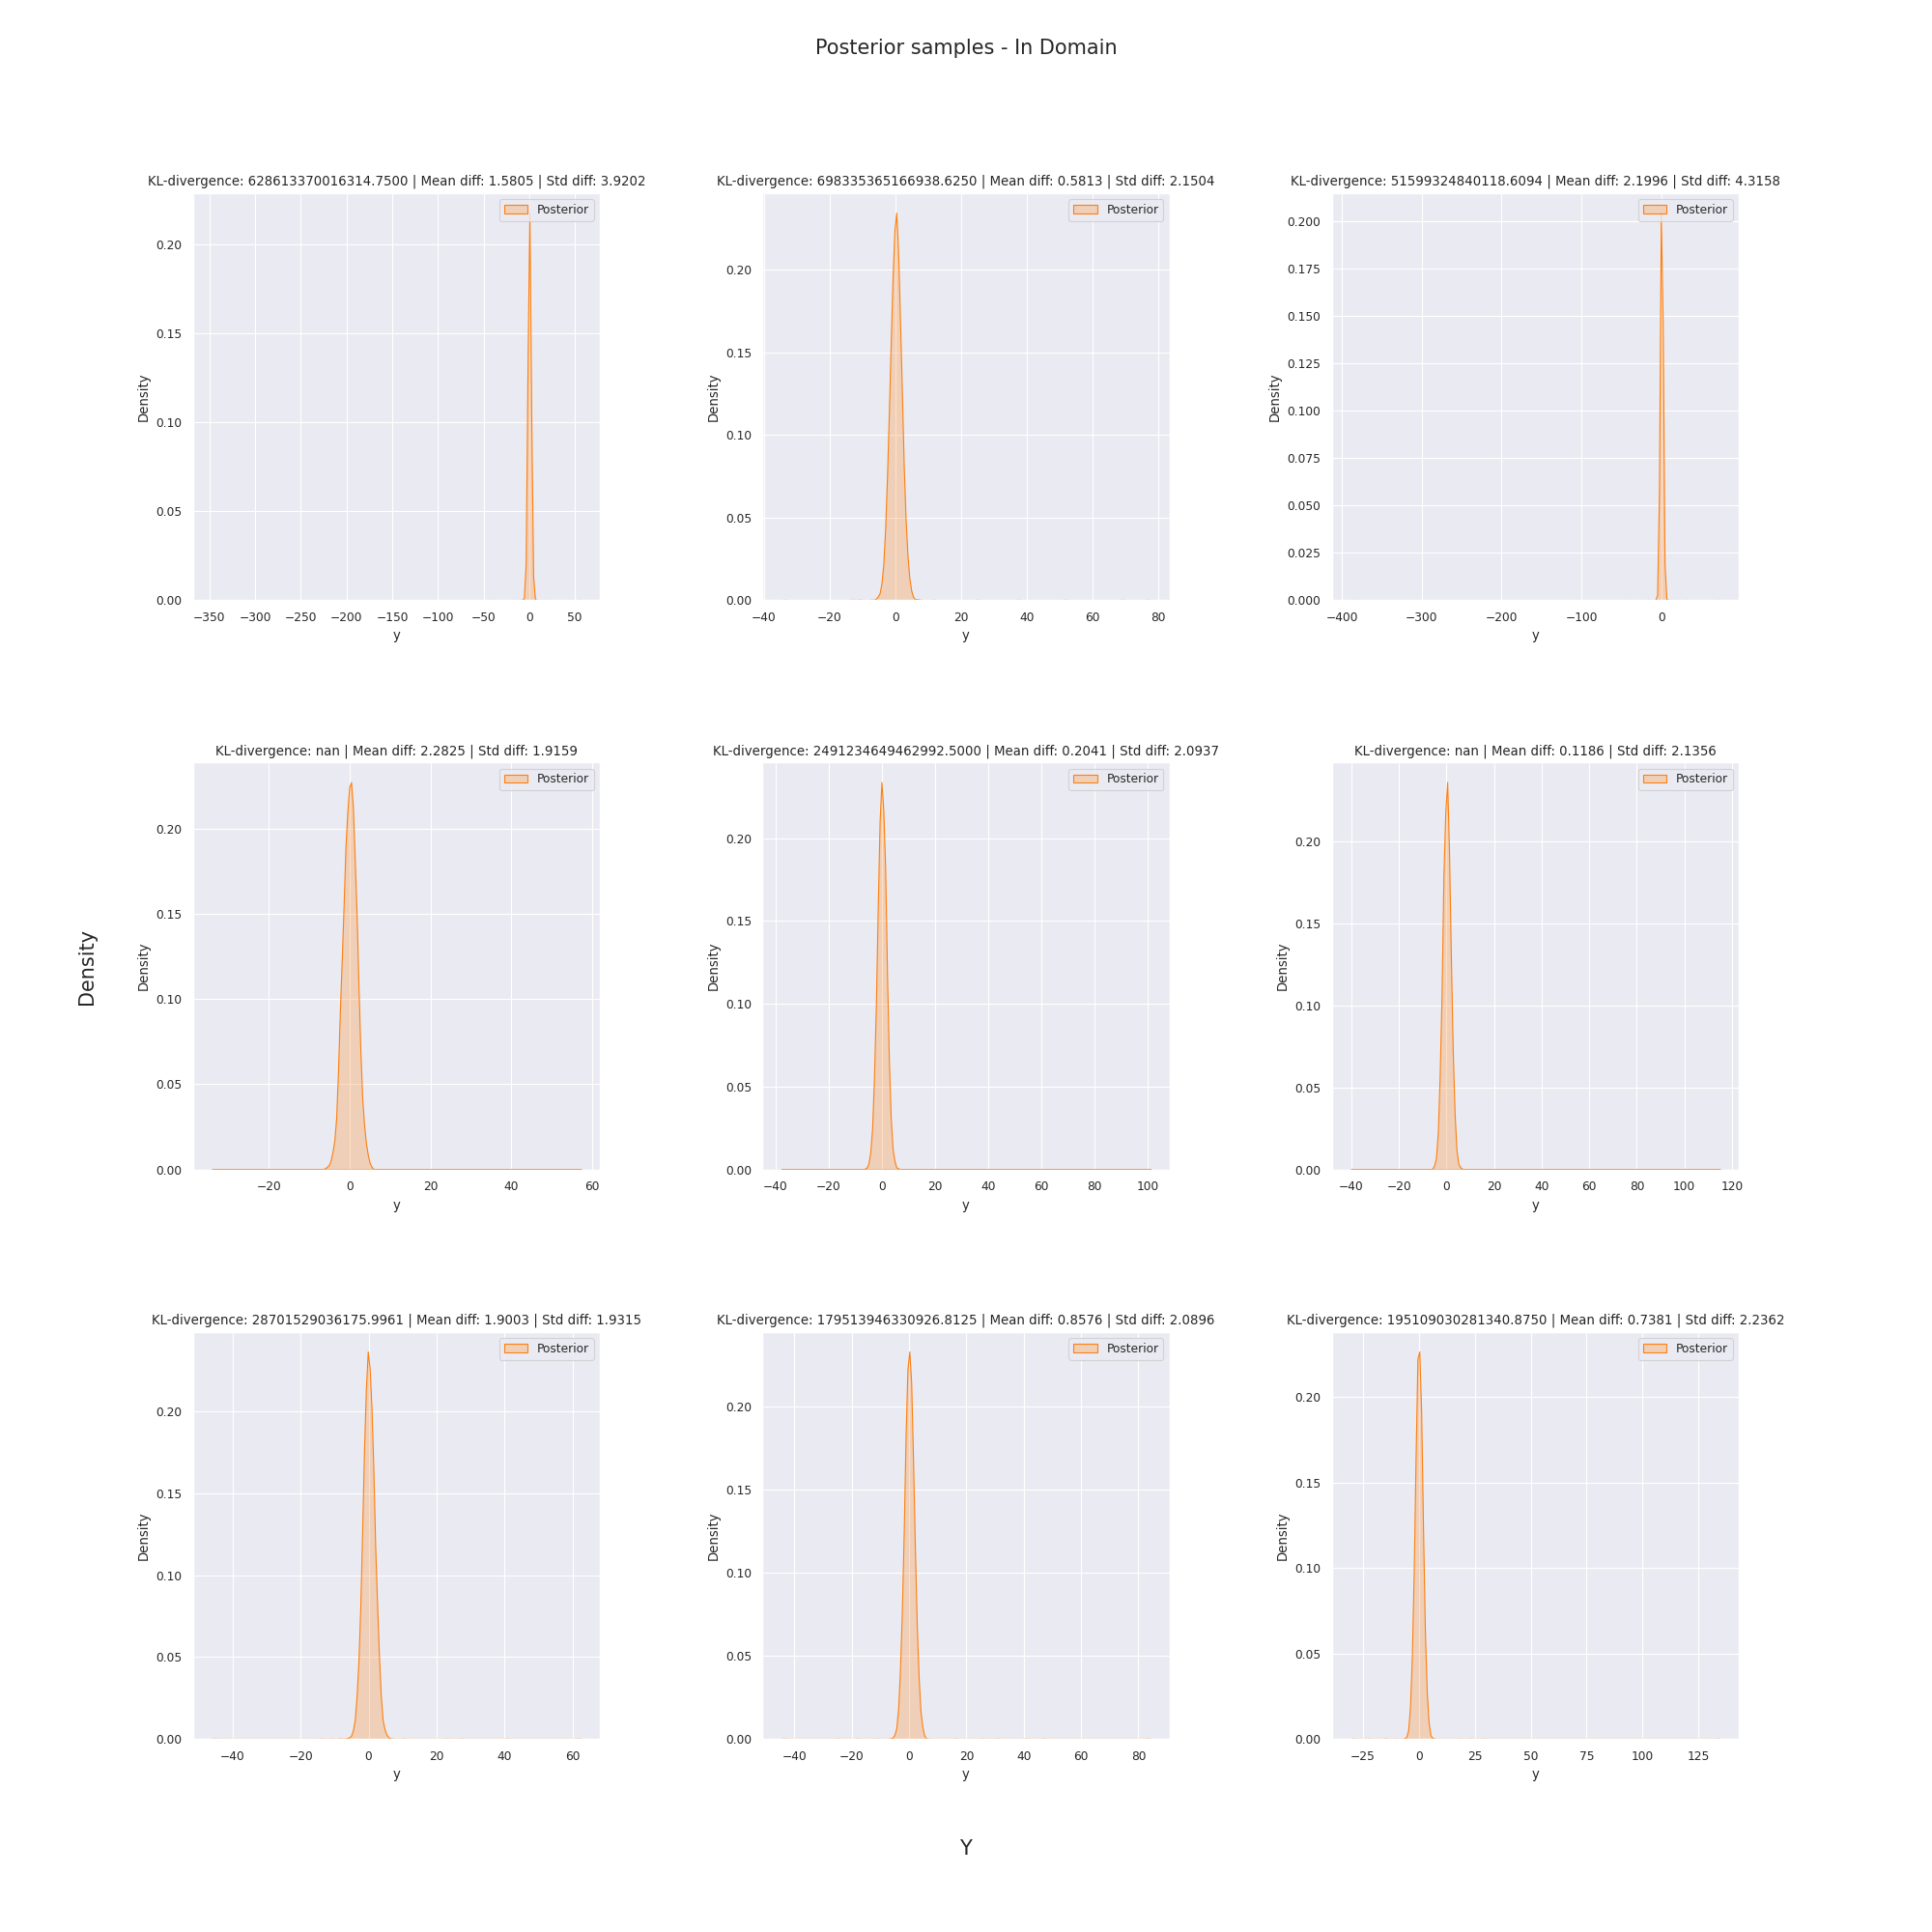 Posterior samples - In Domain
KL-divergence: 628613370016314.7500 | Mean diff: 1.5805 | Std diff: 3.9202
Posterior
0.20
0.15
0.10
0.05
0.00
Density
−350 −300 −250 −200 −150 −100 −50 0 50
y
KL-divergence: 698335365166938.6250 | Mean diff: 0.5813 | Std diff: 2.1504
Posterior
0.20
0.15
0.10
0.05
0.00
Density
−40 −20 0 20 40 60 80
y
KL-divergence: 51599324840118.6094 | Mean diff: 2.1996 | Std diff: 4.3158
Posterior
0.200
0.175
0.150
0.125
0.100
0.075
0.050
0.025
0.000
Density
−400 −300 −200 −100 0
y
Density
KL-divergence: nan | Mean diff: 2.2825 | Std diff: 1.9159
Posterior
0.20
0.15
0.10
0.05
0.00
Density
−20 0 20 40 60
y
KL-divergence: 2491234649462992.5000 | Mean diff: 0.2041 | Std diff: 2.0937
Posterior
0.20
0.15
0.10
0.05
0.00
Density
−40 −20 0 20 40 60 80 100
y
KL-divergence: nan | Mean diff: 0.1186 | Std diff: 2.1356
Posterior
0.20
0.15
0.10
0.05
0.00
Density
−40 −20 0 20 40 60 80 100 120
y
KL-divergence: 28701529036175.9961 | Mean diff: 1.9003 | Std diff: 1.9315
Posterior
0.20
0.15
0.10
0.05
0.00
Density
−40 −20 0 20 40 60
y
KL-divergence: 179513946330926.8125 | Mean diff: 0.8576 | Std diff: 2.0896
Posterior
0.20
0.15
0.10
0.05
0.00
Density
−40 −20 0 20 40 60 80
y
KL-divergence: 195109030281340.8750 | Mean diff: 0.7381 | Std diff: 2.2362
Posterior
0.20
0.15
0.10
0.05
0.00
Density
−25 0 25 50 75 100 125
y
Y